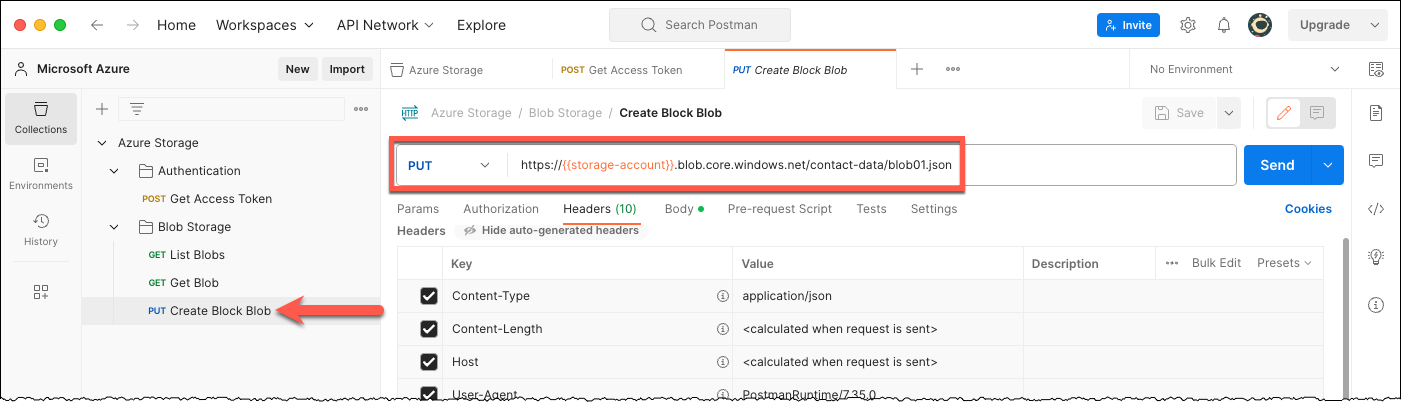 Home Workspaces API Network Explore Search Postman Invite Upgrade
Microsoft Azure New Import
Azure Storage POST Get Access Token PUT Create Block Blob No Environment
Collections
Environments
History
Azure Storage
Authentication
POST Get Access Token
Blob Storage
GET List Blobs
GET Get Blob
PUT Create Block Blob
HTTP Azure Storage / Blob Storage / Create Block Blob Save
PUT https://{{storage-account}}.blob.core.windows.net/contact-data/blob01.json Send
Params Authorization Headers (10) Body Pre-request Script Tests Settings Cookies
Headers Hide auto-generated headers
Key Value Description Bulk Edit Presets
Content-Type application/json
Content-Length <calculated when request is sent>
Host <calculated when request is sent>
User-Agent PostmanRuntime/7.35.0